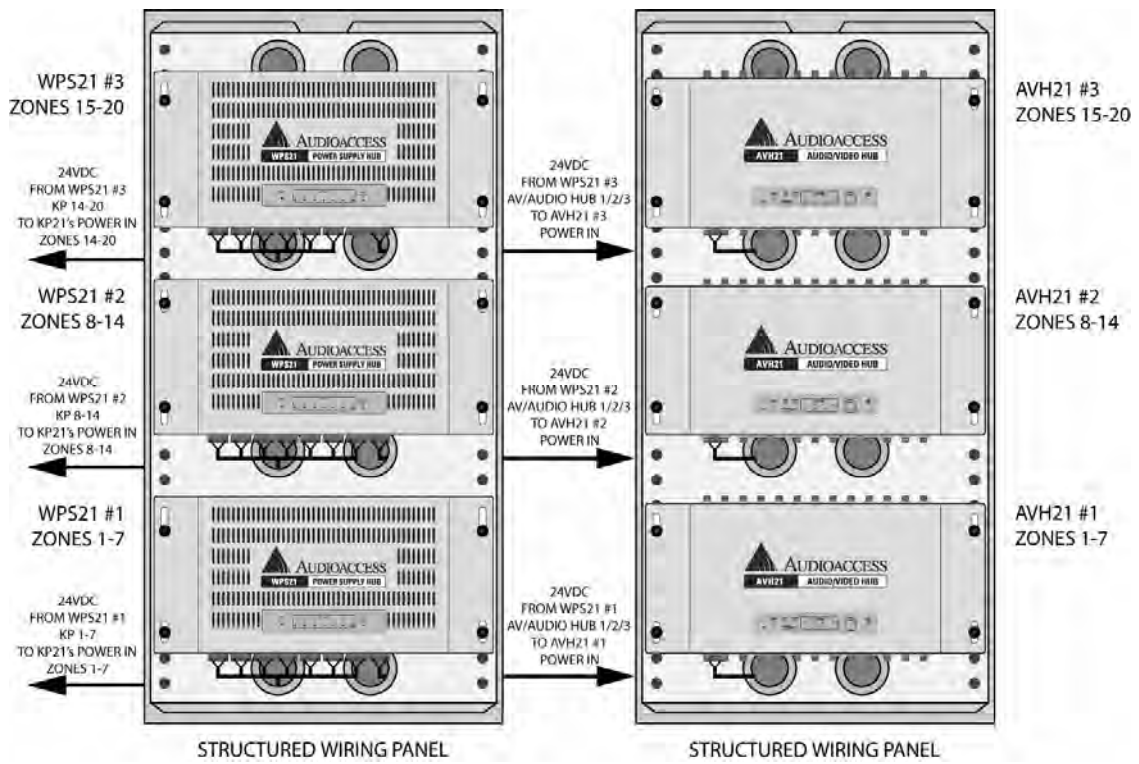 WPS21 #3
ZONES 15-20
24VDC
FROM WPS21 #3
KP 14-20
TO KP21's POWER IN
ZONES 14-20
AUDIOACCESS
WPS21 POWER SUPPLY HUB
24VDC
FROM WPS21 #3
AV/AUDIO HUB 1/2/3
TO AVH21 #3
POWER IN
AUDIOACCESS
AVH21 AUDIO/VIDEO HUB
AVH21 #3
ZONES 15-20
WPS21 #2
ZONES 8-14
24VDC
FROM WPS21 #2
KP 8-14
TO KP21's POWER IN
ZONES 8-14
AUDIOACCESS
WPS21 POWER SUPPLY HUB
24VDC
FROM WPS21 #2
AV/AUDIO HUB 1/2/3
TO AVH21 #2
POWER IN
AUDIOACCESS
AVH21 AUDIO/VIDEO HUB
AVH21 #2
ZONES 8-14
WPS21 #1
ZONES 1-7
24VDC
FROM WPS21 #1
KP 1-7
TO KP21's POWER IN
ZONES 1-7
AUDIOACCESS
WPS21 POWER SUPPLY HUB
24VDC
FROM WPS21 #1
AV/AUDIO HUB 1/2/3
TO AVH21 #1
POWER IN
AUDIOACCESS
AVH21 AUDIO/VIDEO HUB
AVH21 #1
ZONES 1-7
STRUCTURED WIRING PANEL
STRUCTURED WIRING PANEL